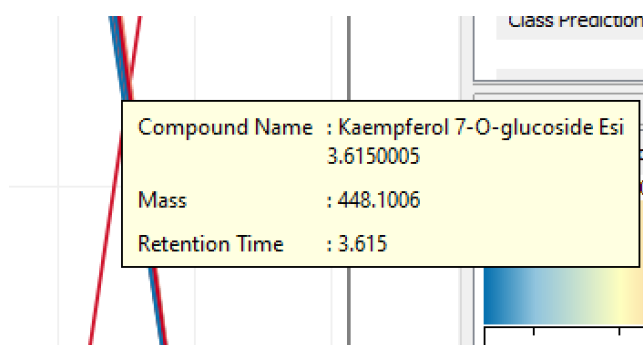 Class Prediction
Compound Name : Kaempferol 7-O-glucoside Esi
3.6150005
Mass : 448.1006
Retention Time : 3.615